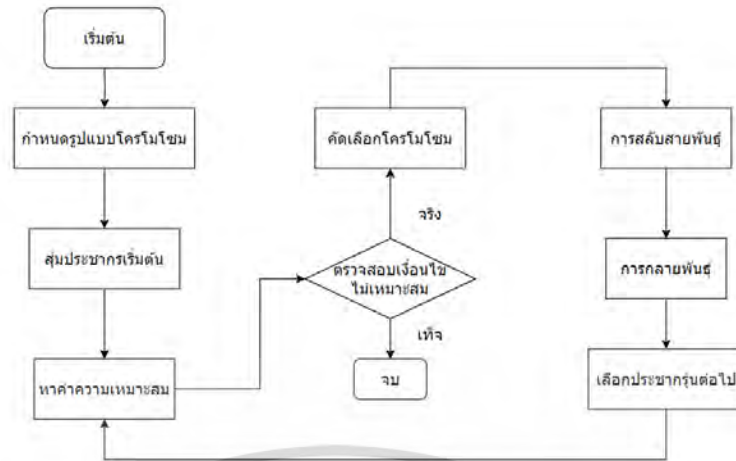 เริ่มต้น
กำหนดรูปแบบโครโมโซม
สุ่มประชากรเริ่มต้น
หาค่าความเหมาะสม
ตรวจสอบเงื่อนไข
ไม่เหมาะสม
จริง
เท็จ
จบ
คัดเลือกโครโมโซม
การสลับสายพันธุ์
การกลายพันธุ์
เลือกประชากรุ่นต่อไป